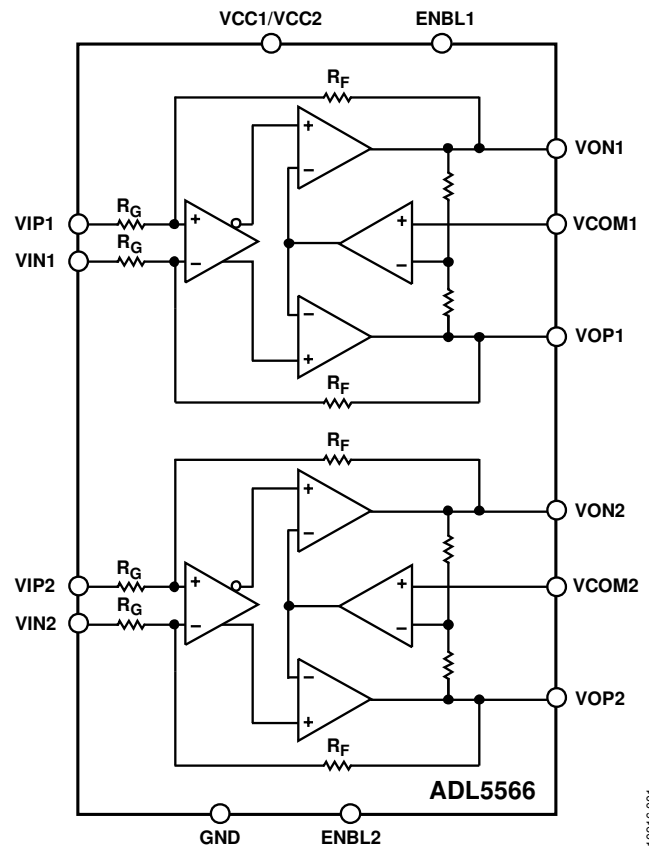 VCC1/VCC2 ENBL1
RF
+
VON1
−
RG
VIP1
+
+
VCOM1
RG
VIN1
−
−
−
VOP1
+
RF
RF
+
VON2
−
RG
VIP2
+
+
VCOM2
RG
VIN2
−
−
−
VOP2
+
RF
ADL5566
GND ENBL2